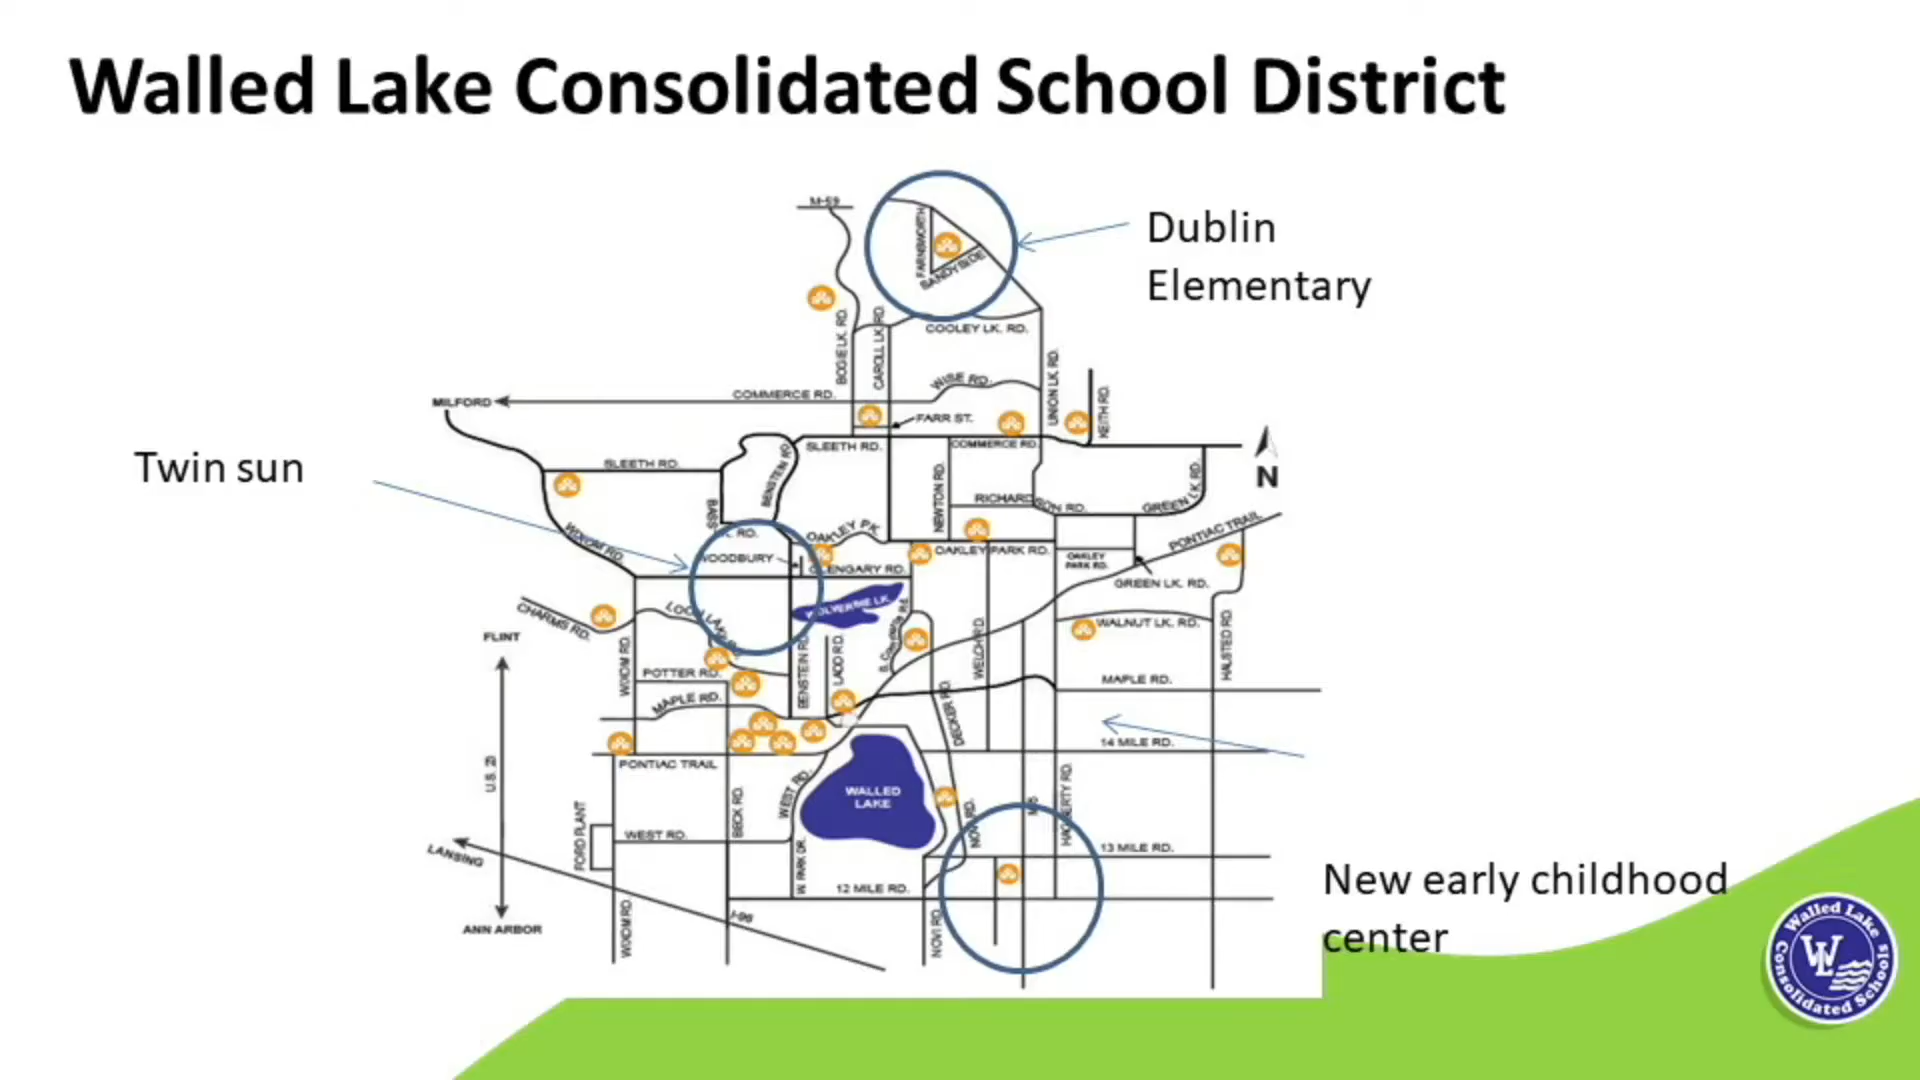 Walled Lake Consolidated School District
M-59
FARNSWORTH
SANDYSIDE
Dublin
Elementary
BOGIE LK. RD.
CAROLL LK. RD.
COOLEY LK. RD.
WISE RD.
UNION LK. RD.
KEITH RD.
COMMERCE RD.
MILFORD
FARR ST.
SLEETH RD.
COMMERCE RD.
N
Twin sun
SLEETH RD.
BENSTEIN RD.
NEWTON RD.
RICHARDSON RD.
GREEN LK. RD.
BASS
LK. RD.
WIXOM RD.
OAKLEY PK.
PONTIAC TRAIL
WOODBURY
GLENGARY RD.
OAKLEY PARK RD.
OAKLEY
PARK RD.
GREEN LK. RD.
CHARMS RD.
WOLVERINE LK.
WALNUT LK. RD.
HALSTED RD.
FLINT
WIXOM RD.
POTTER RD.
BENSTEIN RD.
LADD RD.
WELCH RD.
MAPLE RD.
MAPLE RD.
DECKER RD.
14 MILE RD.
PONTIAC TRAIL
U.S. 23
BECK RD.
WEST RD.
WALLED
LAKE
NOVI RD.
M-5
HAGGERTY RD.
FORD PLANT
WEST RD.
LANSING
W. PARK DR.
13 MILE RD.
12 MILE RD.
New early childhood
center
ANN ARBOR
WIXOM RD.
I-96
NOVI RD.
Walled Lake
WL
Consolidated Schools